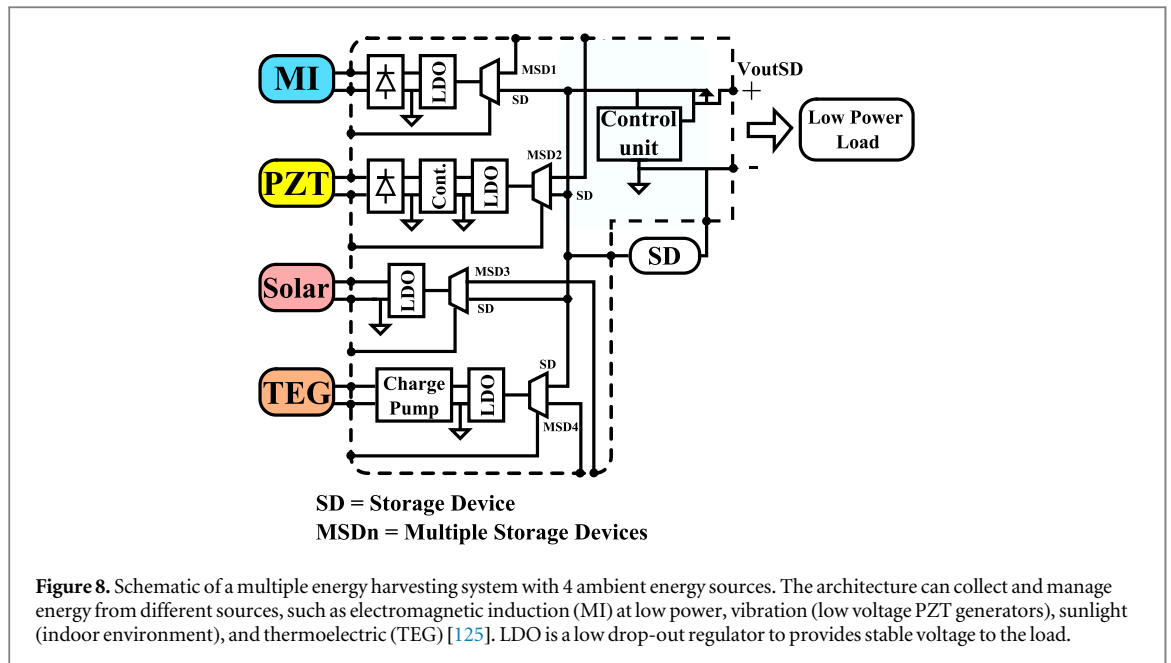 MI
LDO
MSD1
SD
VoutSD
+
-
Control
unit
Low Power
Load
PZT
Cont.
LDO
MSD2
SD
SD
Solar
LDO
MSD3
SD
TEG
Charge
Pump
LDO
SD
MSD4
SD = Storage Device
MSDn = Multiple Storage Devices
Figure 8. Schematic of a multiple energy harvesting system with 4 ambient energy sources. The architecture can collect and manage
energy from different sources, such as electromagnetic induction (MI) at low power, vibration (low voltage PZT generators), sunlight
(indoor environment), and thermoelectric (TEG) [125]. LDO is a low drop-out regulator to provides stable voltage to the load.